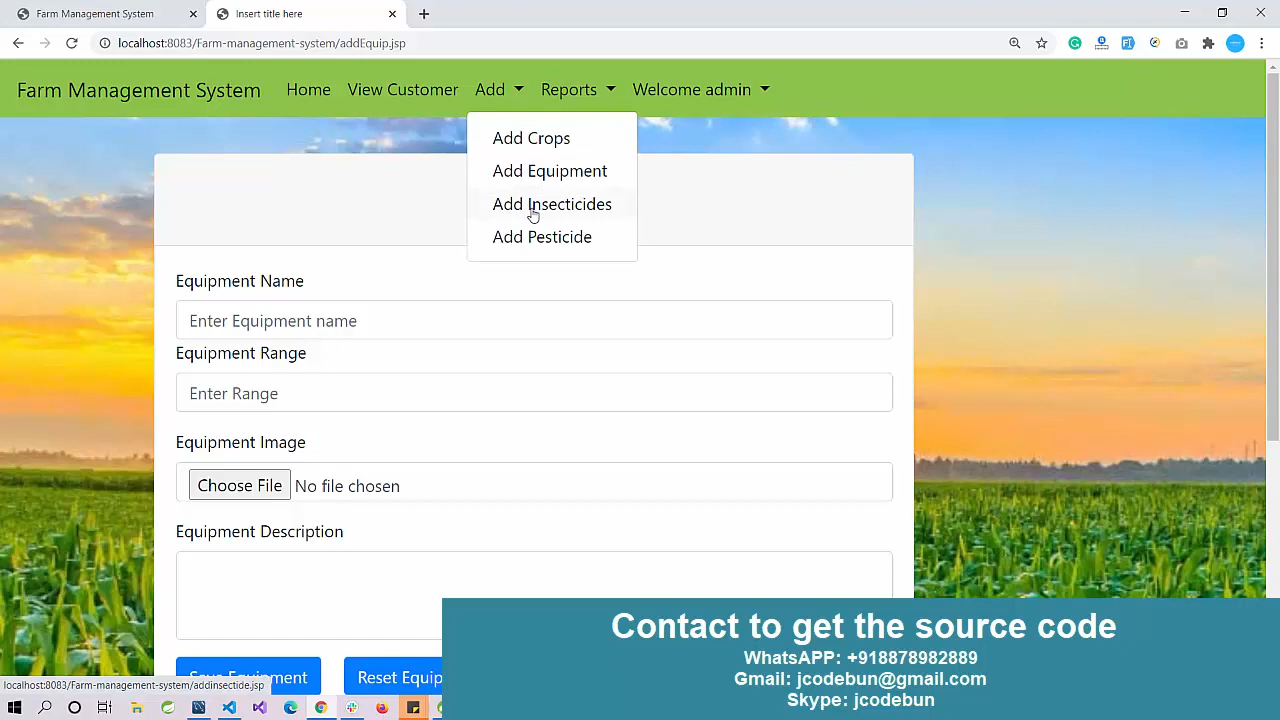 Farm Management System
Insert title here
localhost:8083/Farm-management-system/addEquip.jsp
Farm Management System Home View Customer Add Reports Welcome admin
Add Crops
Add Equipment
Add Insecticides
Add Pesticide
Equipment Name
Enter Equipment name
Equipment Range
Enter Range
Equipment Image
Choose File No file chosen
Equipment Description
Save Equipment Reset Equip
localhost:8083/Farm-management-system/addinsectide.jsp
Contact to get the source code
WhatsAPP: +918878982889
Gmail: jcodebun@gmail.com
Skype: jcodebun